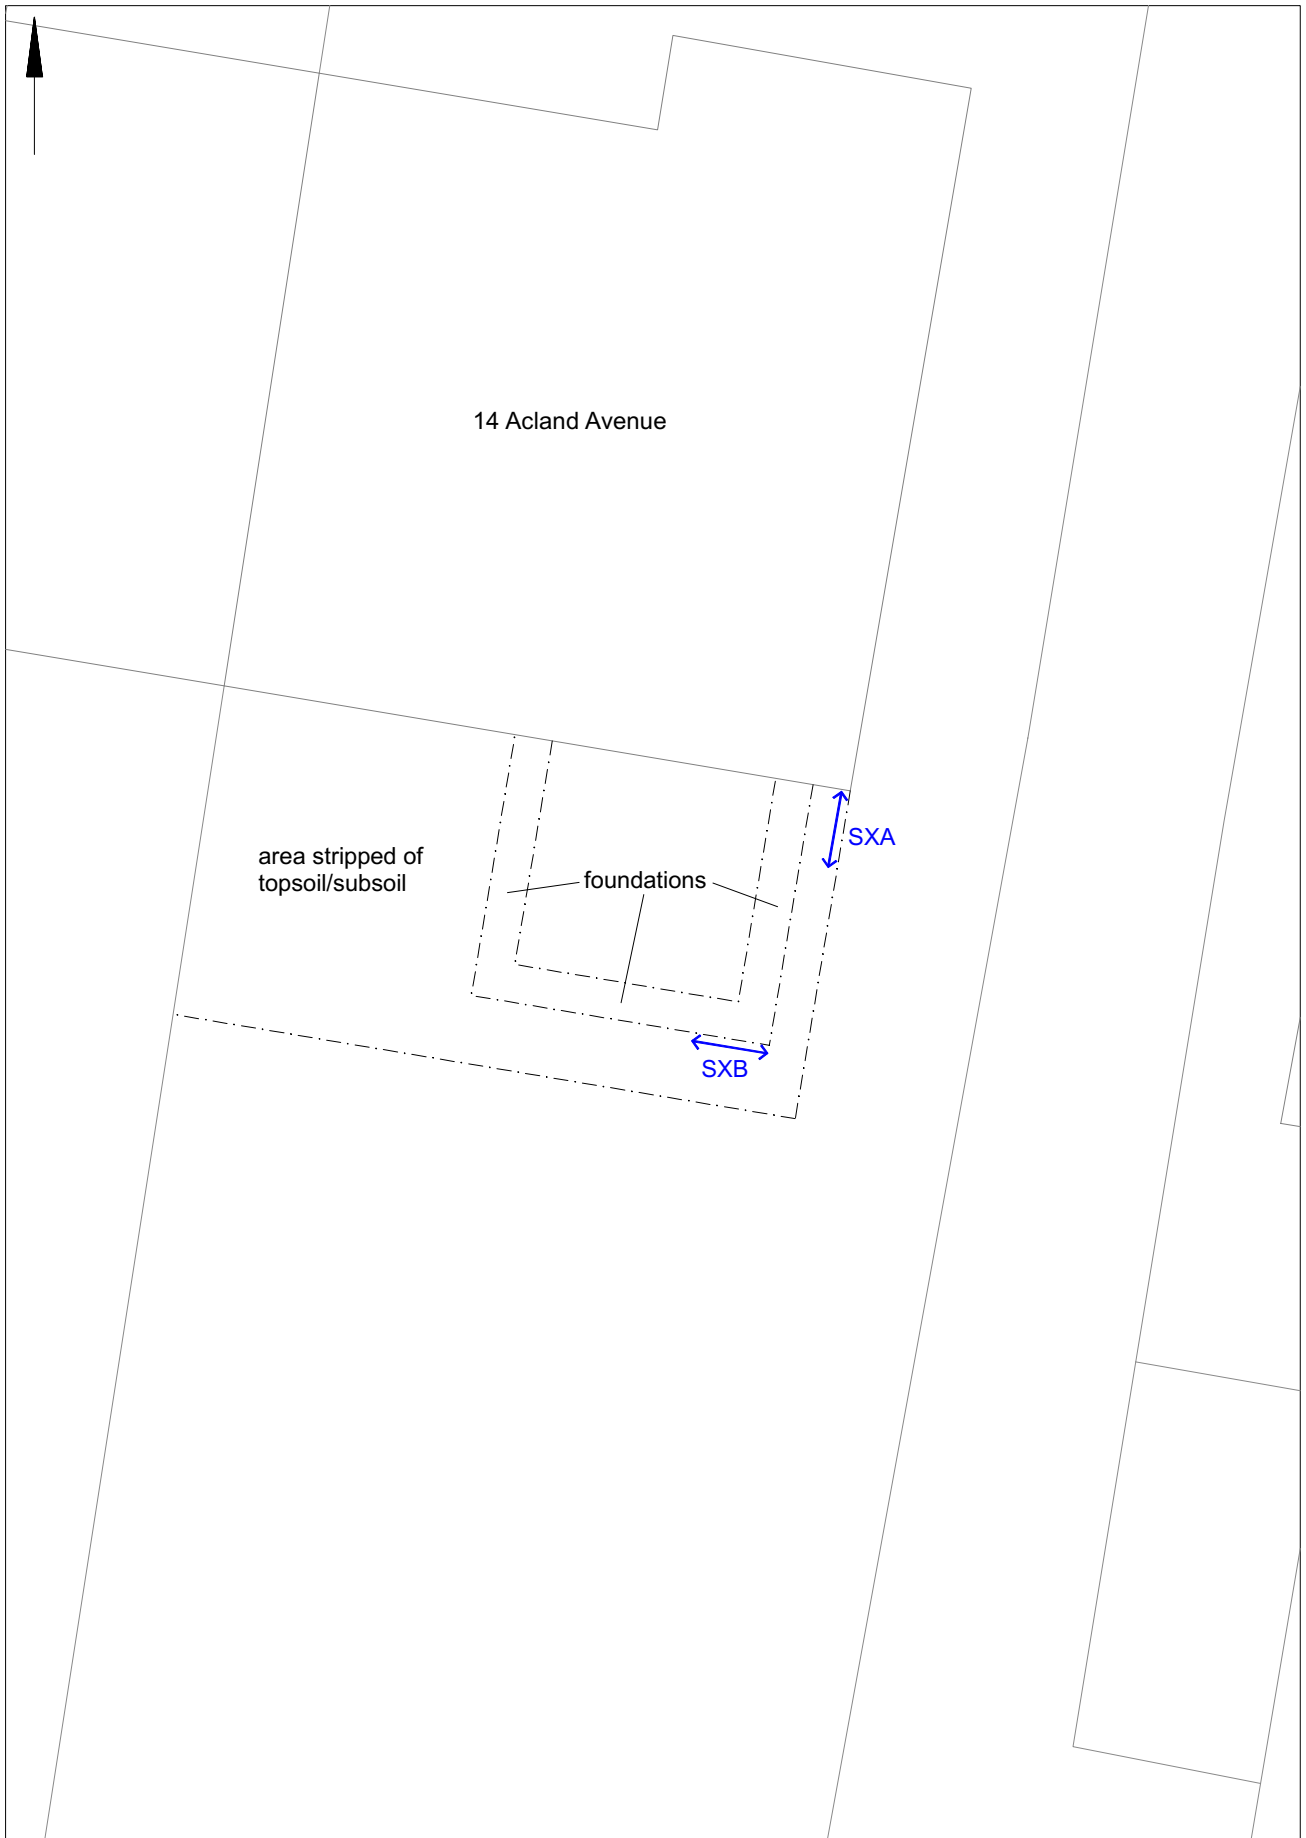 14 Acland Avenue
SXA
area stripped of
topsoil/subsoil
foundations
SXB